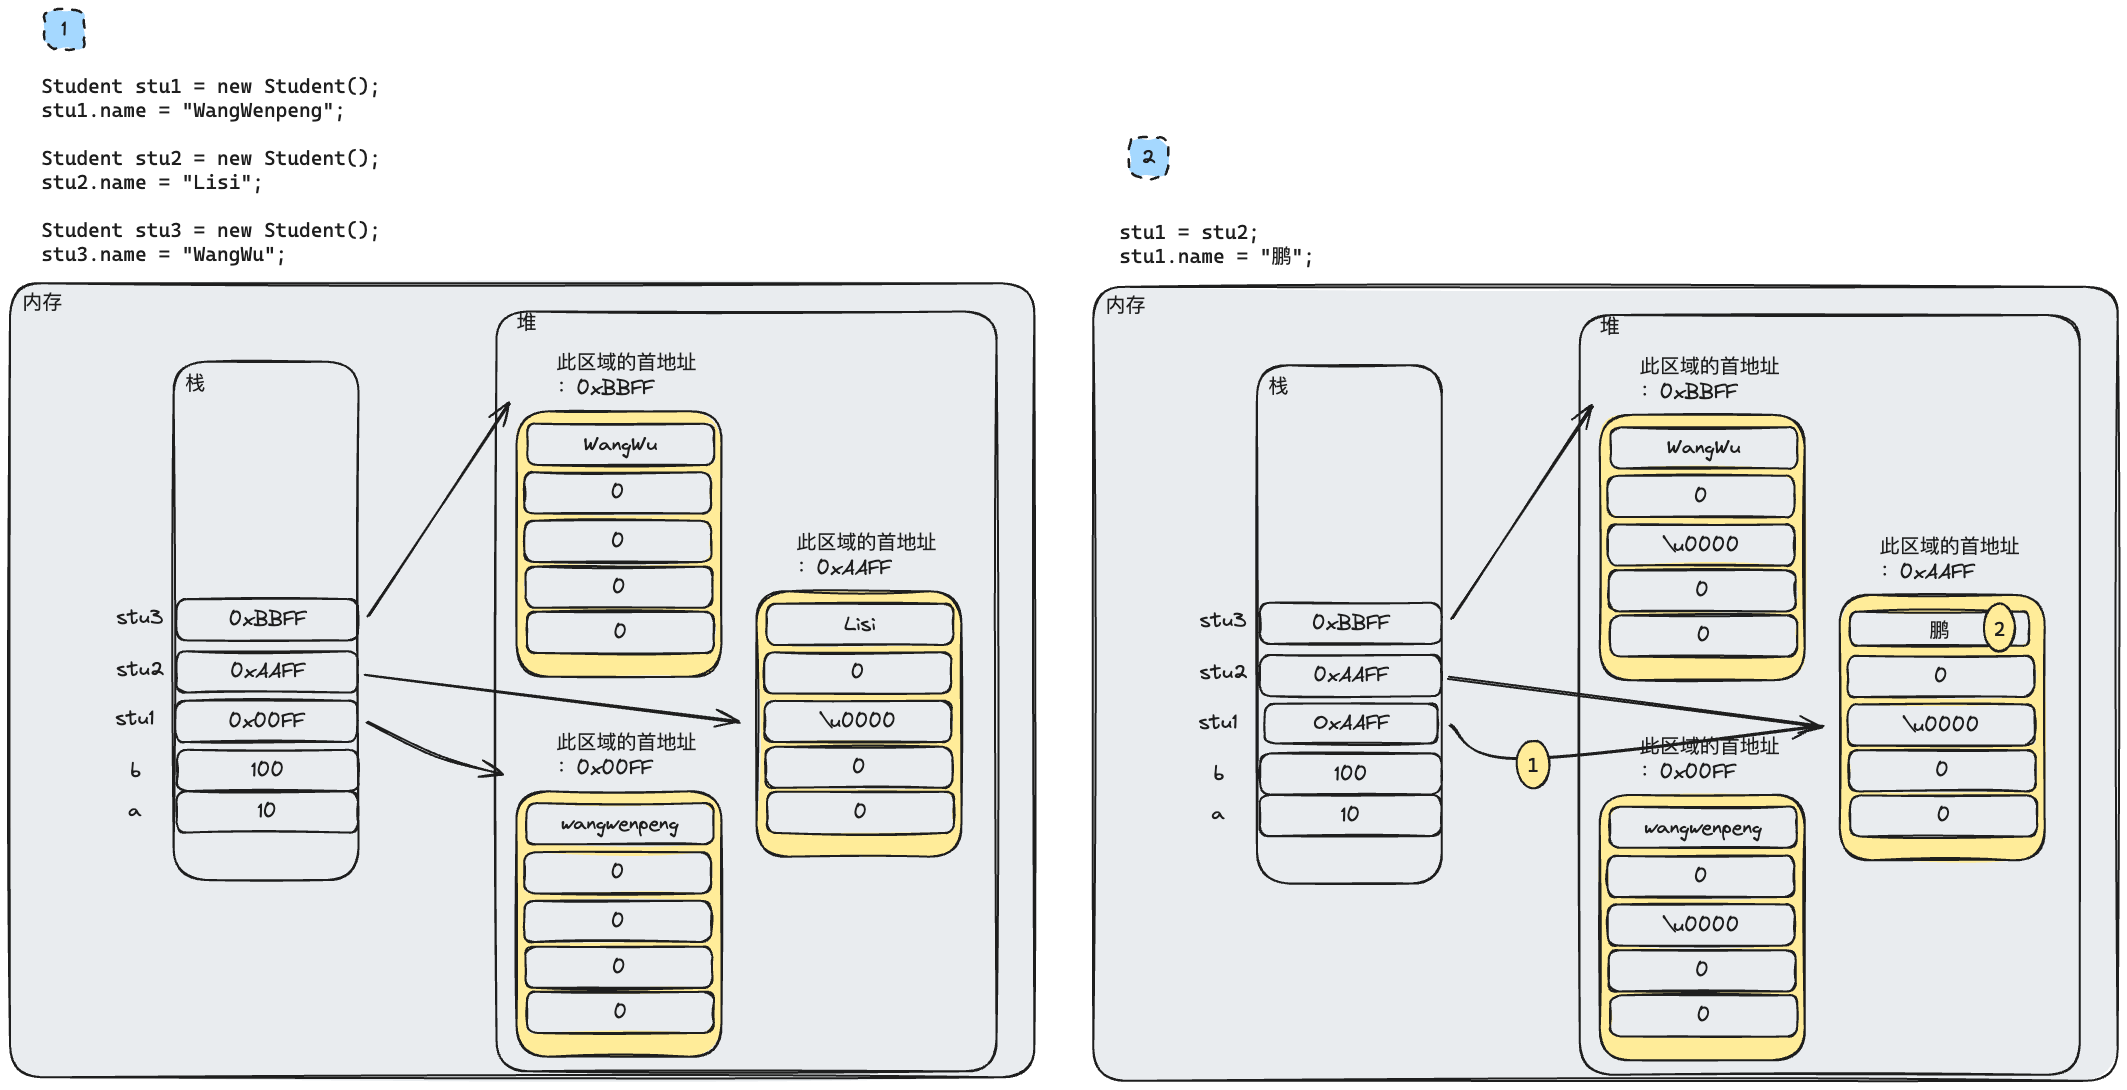 1
Student stu1 = new Student();
stu1.name = "WangWenpeng";
Student stu2 = new Student();
stu2.name = "Lisi";
Student stu3 = new Student();
stu3.name = "WangWu";
内存
栈
stu3 0xBBFF
stu2 0xAAFF
stu1 0x00FF
b 100
a 10
堆
此区域的首地址
: 0xBBFF
WangWu
0
0
0
0
此区域的首地址
: 0xAAFF
Lisi
0
\u0000
0
0
此区域的首地址
: 0x00FF
wangwenpeng
0
0
0
0
2
stu1 = stu2;
stu1.name = "鹏";
内存
栈
stu3 0xBBFF
stu2 0xAAFF
stu1 0xAAFF
b 100
a 10
堆
此区域的首地址
: 0xBBFF
WangWu
0
\u0000
0
0
此区域的首地址
: 0xAAFF
鹏 2
0
\u0000
0
0
1
此区域的首地址
: 0x00FF
wangwenpeng
0
\u0000
0
0